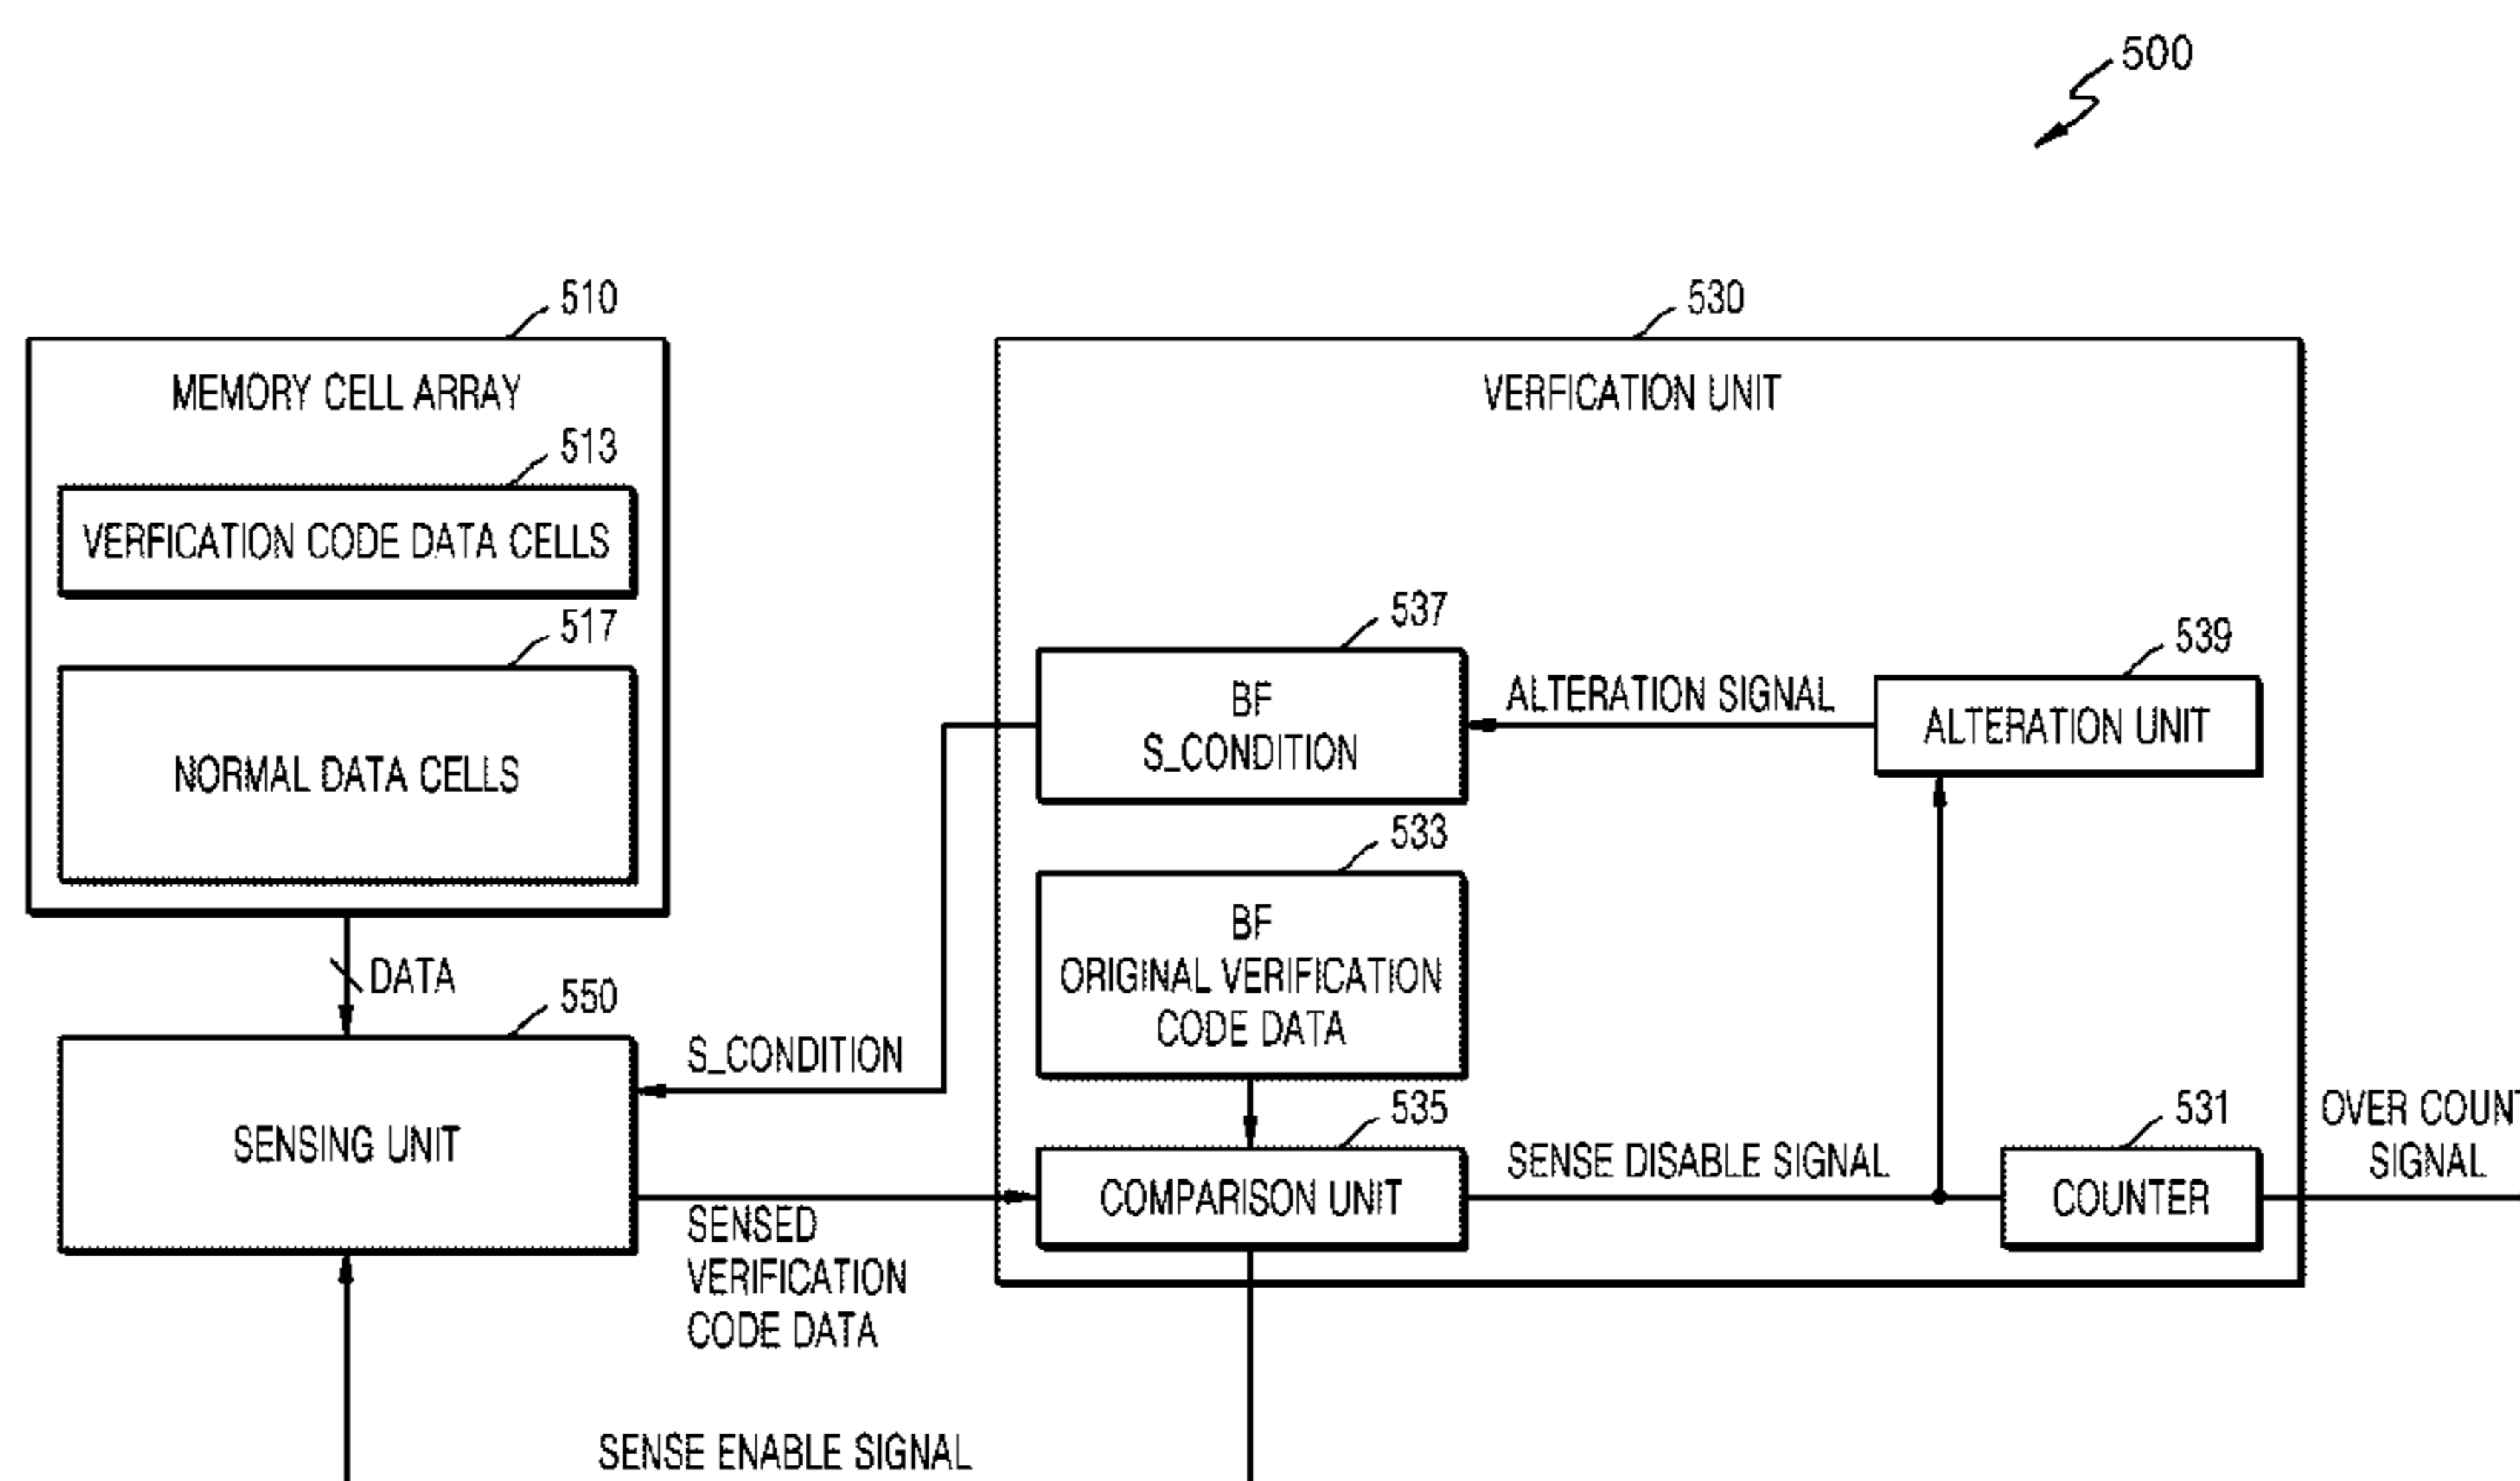 500
510
530
MEMORY CELL ARRAY
VERFICATION UNIT
513
VERFICATION CODE DATA CELLS
517
NORMAL DATA CELLS
537
BF
S_CONDITION
ALTERATION SIGNAL
539
ALTERATION UNIT
533
BF
ORIGINAL VERIFICATION
CODE DATA
DATA
550
SENSING UNIT
S_CONDITION
535
COMPARISON UNIT
SENSE DISABLE SIGNAL
531
COUNTER
OVER COUNT
SIGNAL
SENSED
VERIFICATION
CODE DATA
SENSE ENABLE SIGNAL